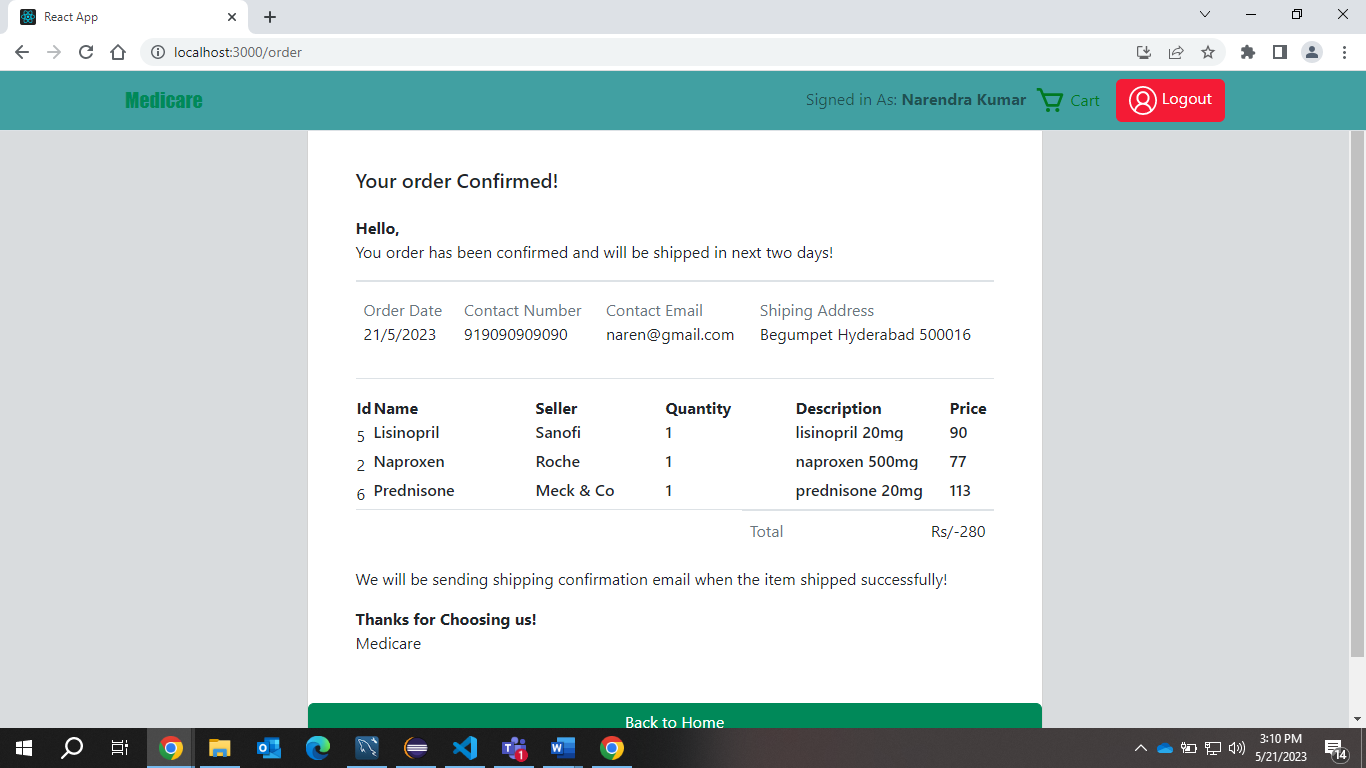 React App
localhost:3000/order
Medicare
Signed in As: Narendra Kumar Cart Logout
Your order Confirmed!
Hello,
You order has been confirmed and will be shipped in next two days!
Order Date Contact Number Contact Email Shiping Address
21/5/2023 919090909090 naren@gmail.com Begumpet Hyderabad 500016
Id Name Seller Quantity Description Price
5 Lisinopril Sanofi 1 lisinopril 20mg 90
2 Naproxen Roche 1 naproxen 500mg 77
6 Prednisone Meck & Co 1 prednisone 20mg 113
Total Rs/-280
We will be sending shipping confirmation email when the item shipped successfully!
Thanks for Choosing us!
Medicare
Back to Home
3:10 PM
5/21/2023
1
14